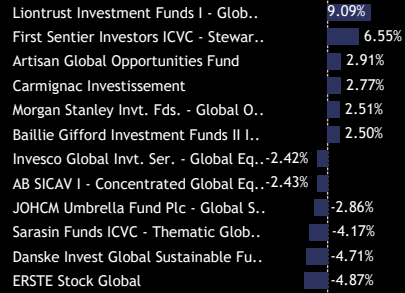 Liontrust Investment Funds I - Glob.. 9.09%
First Sentier Investors ICVC - Stewar.. 6.55%
Artisan Global Opportunities Fund 2.91%
Carmignac Investissement 2.77%
Morgan Stanley Invt. Fds. - Global O.. 2.51%
Baillie Gifford Investment Funds II I.. 2.50%
Invesco Global Invt. Ser. - Global Eq.. -2.42%
AB SICAV I - Concentrated Global Eq.. -2.43%
JOHCM Umbrella Fund Plc - Global S.. -2.86%
Sarasin Funds ICVC - Thematic Glob.. -4.17%
Danske Invest Global Sustainable Fu.. -4.71%
ERSTE Stock Global -4.87%